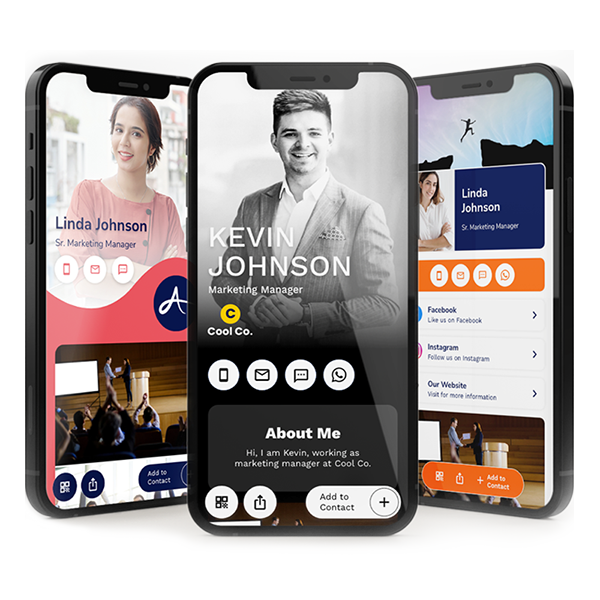 Linda Johnson
Sr. Marketing Manager
Add to
Contact
KEVIN
JOHNSON
Marketing Manager
C
Cool Co.
About Me
Hi, I am Kevin, working as
marketing manager at Cool Co.
Add to
Contact
Linda
Johnson
Sr. Marketing Manager
Facebook
Like us on Facebook
Instagram
Follow us on Instagram
Our Website
Visit for more information
Add to
Contact